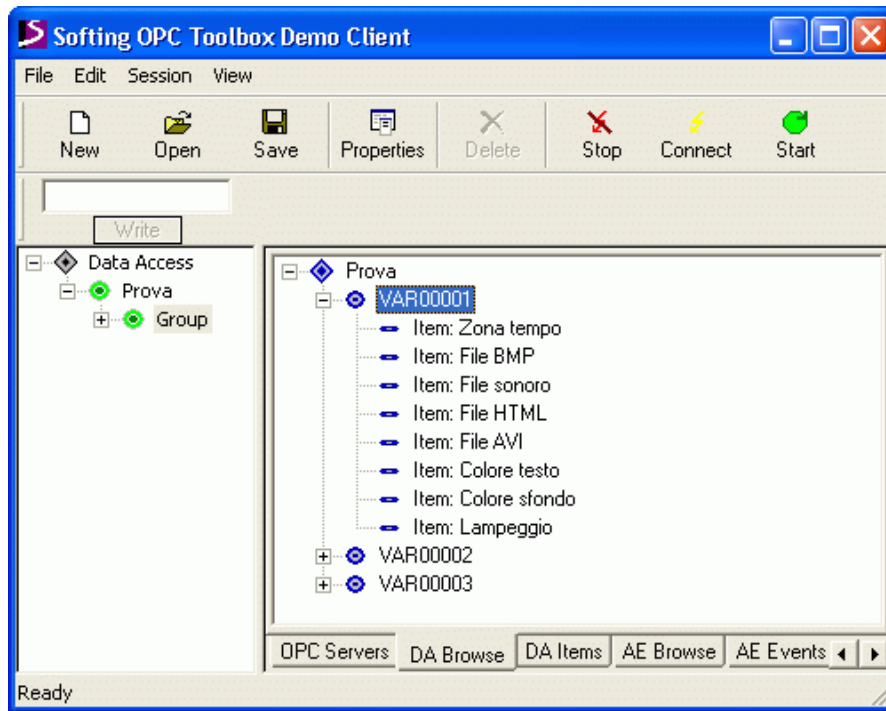 Softing OPC Toolbox Demo Client
File Edit Session View
New Open Save Properties Delete Stop Connect Start
Write
Data Access
Prova
Group
Prova
VAR00001
Item: Zona tempo
Item: File BMP
Item: File sonoro
Item: File HTML
Item: File AVI
Item: Colore testo
Item: Colore sfondo
Item: Lampeggio
VAR00002
VAR00003
OPC Servers DA Browse DA Items AE Browse AE Events
Ready